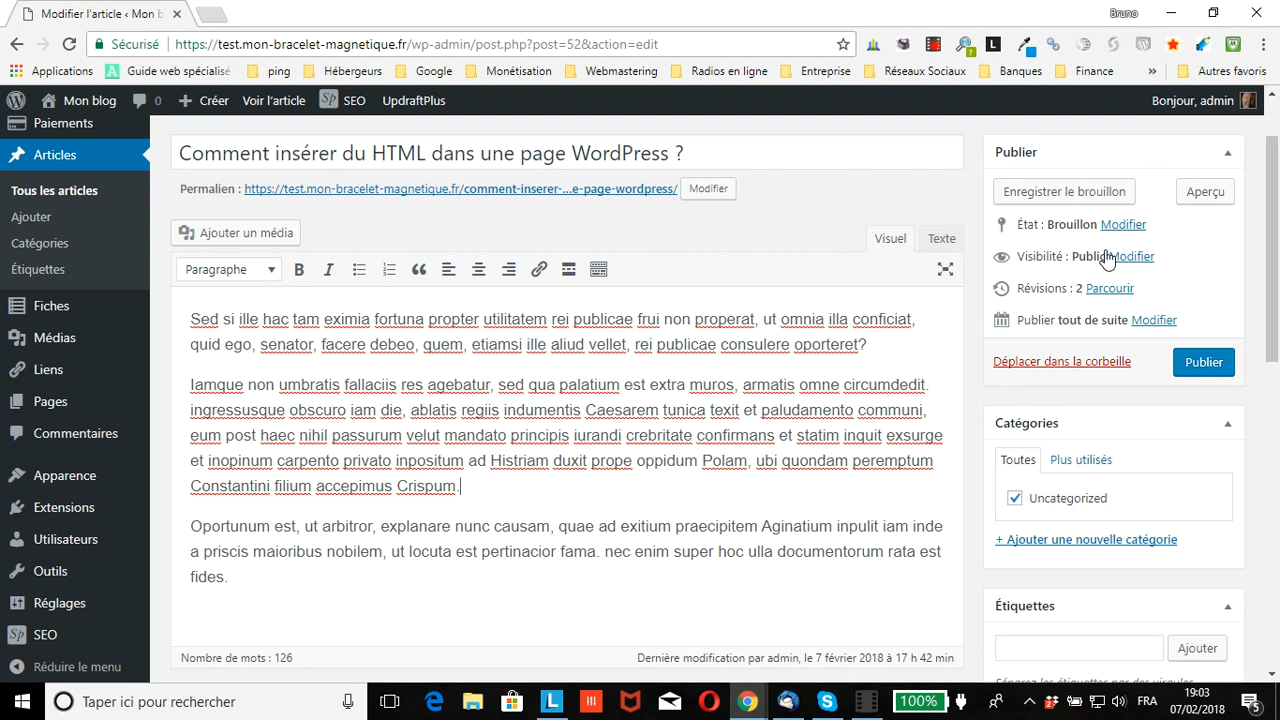 Modifier l'article ‹ Mon b
Bruno
Sécurisé https://test.mon-bracelet-magnetique.fr/wp-admin/post.php?post=52&action=edit
Applications Guide web spécialisé ping Hébergeurs Google Monétisation Webmastering Radios en ligne Entreprise Réseaux Sociaux Banques Finance » Autres favoris
Mon blog 0 Créer Voir l'article SEO UpdraftPlus Bonjour, admin
Paiements
Articles
Tous les articles
Ajouter
Catégories
Étiquettes
Fiches
Médias
Liens
Pages
Commentaires
Apparence
Extensions
Utilisateurs
Outils
Réglages
SEO
Réduire le menu
Comment insérer du HTML dans une page WordPress ?
Permalien : https://test.mon-bracelet-magnetique.fr/comment-inserer-...e-page-wordpress/ Modifier
Ajouter un média
Visuel Texte
Paragraphe B I
Sed si ille hac tam eximia fortuna propter utilitatem rei publicae frui non properat, ut omnia illa conficiat,
quid ego, senator, facere debeo, quem, etiamsi ille aliud vellet, rei publicae consulere oporteret?
Iamque non umbratis fallaciis res agebatur, sed qua palatium est extra muros, armatis omne circumdedit.
ingressusque obscuro iam die, ablatis regiis indumentis Caesarem tunica texit et paludamento communi,
eum post haec nihil passurum velut mandato principis iurandi crebritate confirmans et statim inquit exsurge
et inopinum carpento privato inpositum ad Histriam duxit prope oppidum Polam, ubi quondam peremptum
Constantini filium accepimus Crispum.
Oportunum est, ut arbitror, explanare nunc causam, quae ad exitium praecipitem Aginatium inpulit iam inde
a priscis maioribus nobilem, ut locuta est pertinacior fama. nec enim super hoc ulla documentorum rata est
fides.
Nombre de mots : 126 Dernière modification par admin, le 7 février 2018 à 17 h 42 min
Publier
Enregistrer le brouillon Aperçu
État : Brouillon Modifier
Visibilité : Public Modifier
Révisions : 2 Parcourir
Publier tout de suite Modifier
Déplacer dans la corbeille Publier
Catégories
Toutes Plus utilisés
Uncategorized
+ Ajouter une nouvelle catégorie
Étiquettes
Ajouter
Séparez les étiquettes par des virgules
Taper ici pour rechercher
100% FRA 19:03
07/02/2018
5